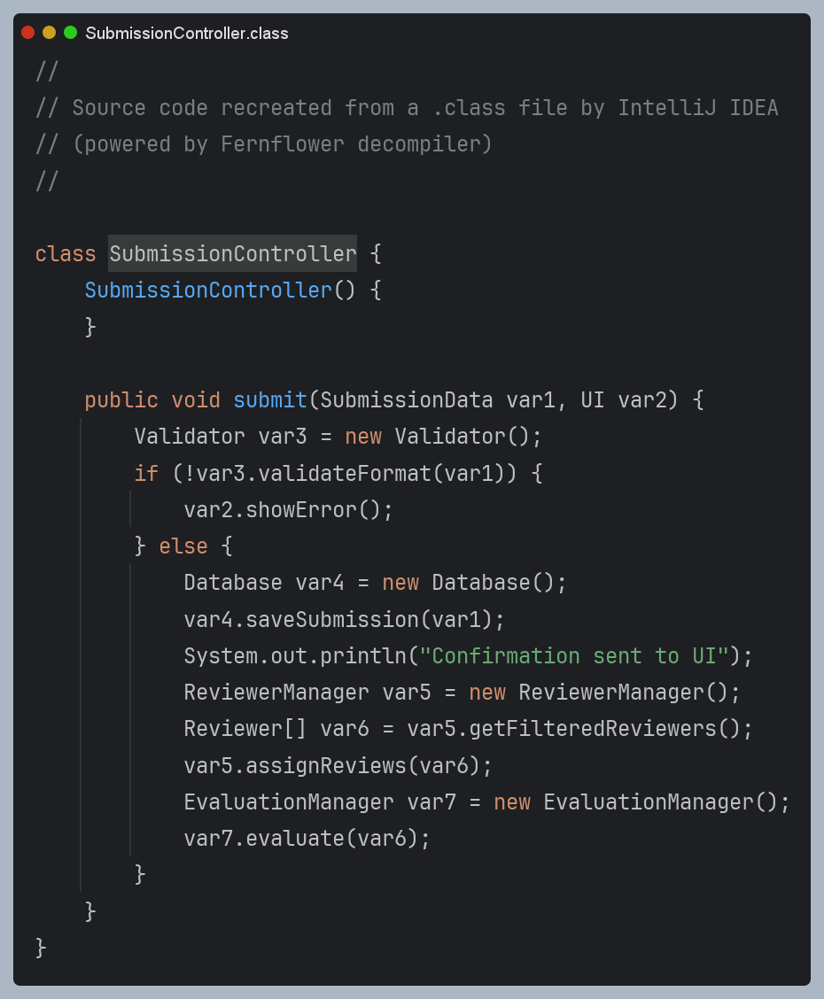 SubmissionController.class
//
// Source code recreated from a .class file by IntelliJ IDEA
// (powered by Fernflower decompiler)
//

class SubmissionController {
    SubmissionController() {
    }

    public void submit(SubmissionData var1, UI var2) {
        Validator var3 = new Validator();
        if (!var3.validateFormat(var1)) {
            var2.showError();
        } else {
            Database var4 = new Database();
            var4.saveSubmission(var1);
            System.out.println("Confirmation sent to UI");
            ReviewerManager var5 = new ReviewerManager();
            Reviewer[] var6 = var5.getFilteredReviewers();
            var5.assignReviews(var6);
            EvaluationManager var7 = new EvaluationManager();
            var7.evaluate(var6);
        }
    }
}